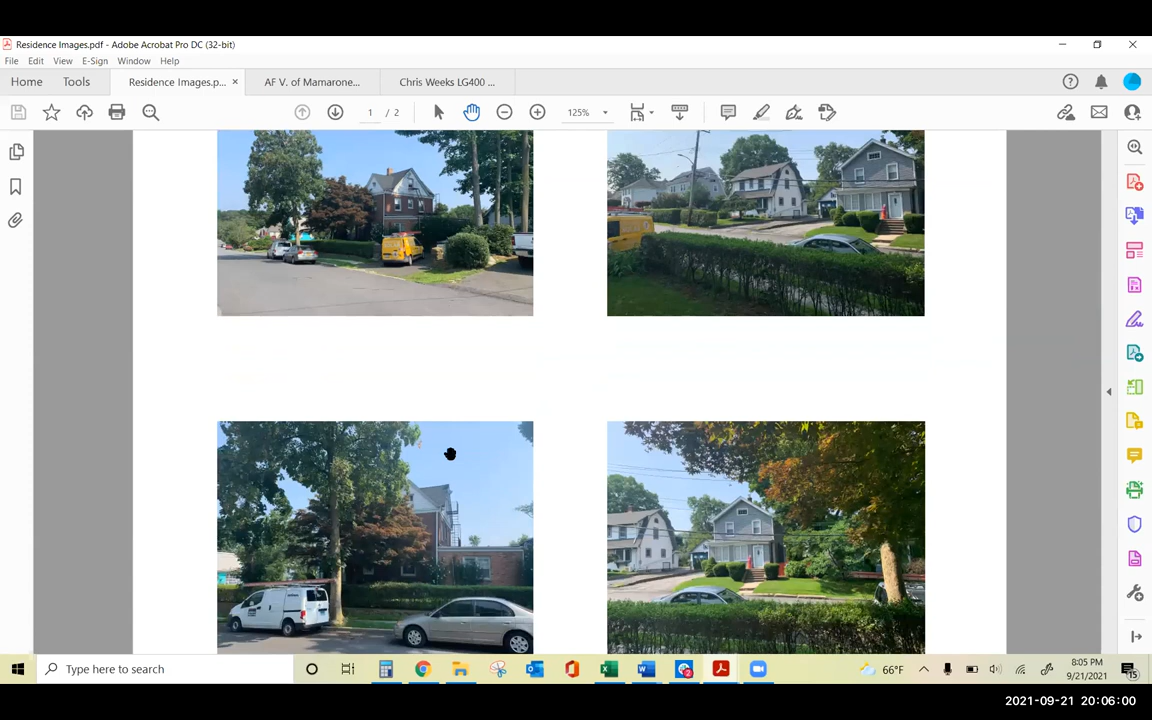 Residence Images.pdf - Adobe Acrobat Pro DC (32-bit)
File Edit View E-Sign Window Help
Home Tools Residence Images.p... × AF V. of Mamarone... Chris Weeks LG400 ...
1 / 2 125%
Type here to search
66°F
8:05 PM
9/21/2021
15
2021-09-21 20:06:00